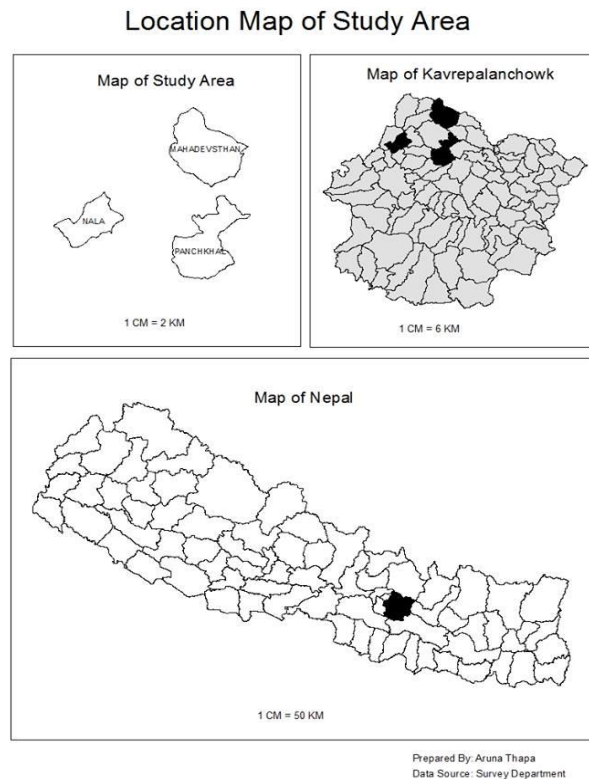 Location Map of Study Area
Map of Study Area
MAHADEVSTHAN
NALA
PANCHKHAL
1 CM = 2 KM
Map of Kavrepalanchowk
1 CM = 6 KM
Map of Nepal
1 CM = 50 KM
Prepared By: Aruna Thapa
Data Source: Survey Department